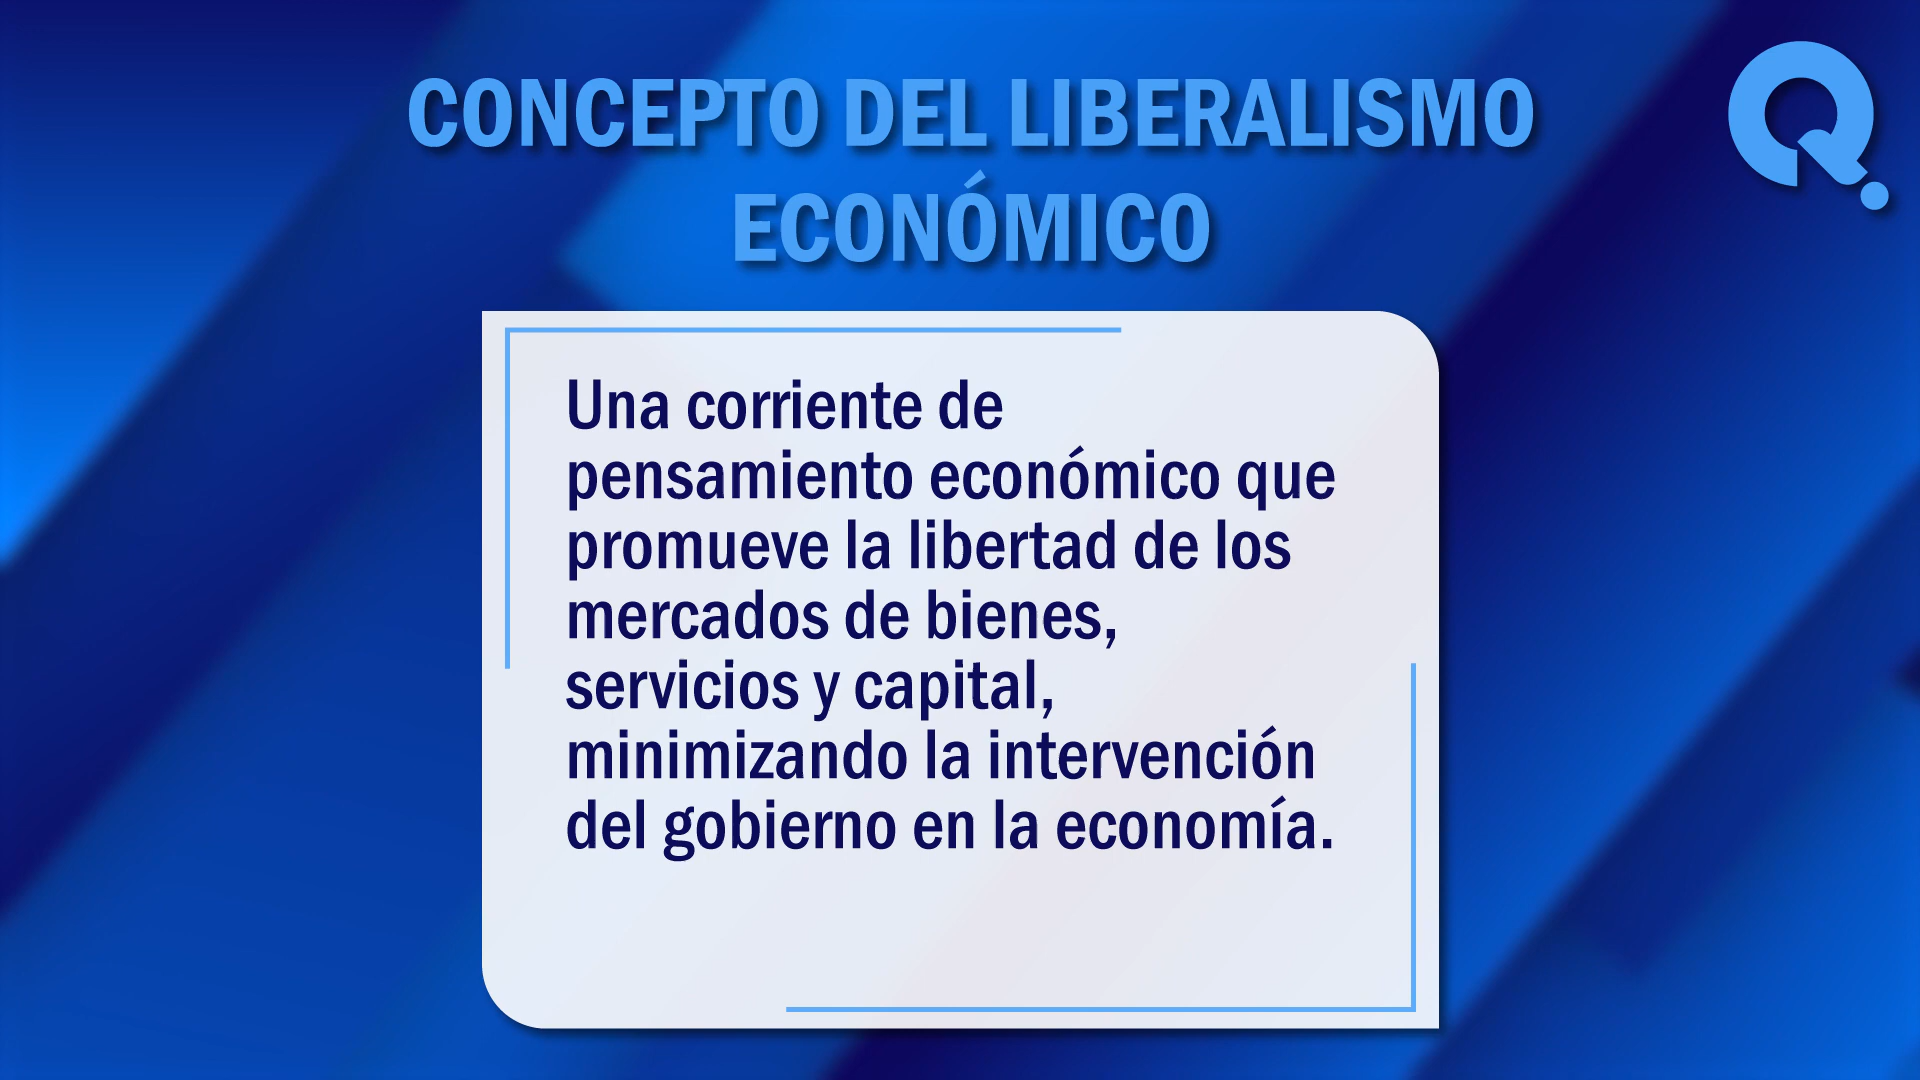 CONCEPTO DEL LIBERALISMO
ECONÓMICO
Una corriente de
pensamiento económico que
promueve la libertad de los
mercados de bienes,
servicios y capital,
minimizando la intervención
del gobierno en la economía.